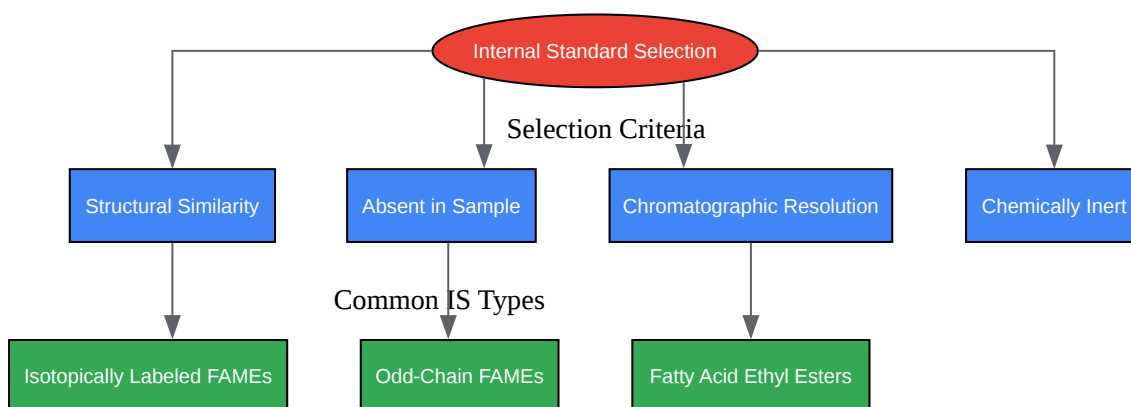 Internal Standard Selection
Selection Criteria
Structural Similarity
Absent in Sample
Chromatographic Resolution
Chemically Inert
Common IS Types
Isotopically Labeled FAMEs
Odd-Chain FAMEs
Fatty Acid Ethyl Esters